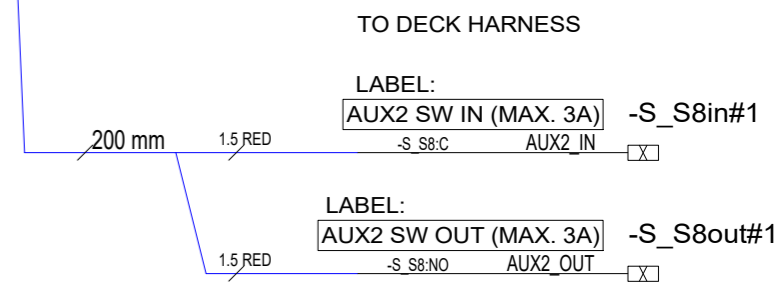 TO DECK HARNESS
LABEL:
AUX2 SW IN (MAX. 3A) -S_S8in#1
200 mm 1.5 RED -S_S8:C AUX2_IN X
LABEL:
AUX2 SW OUT (MAX. 3A) -S_S8out#1
1.5 RED -S_S8:NO AUX2_OUT X